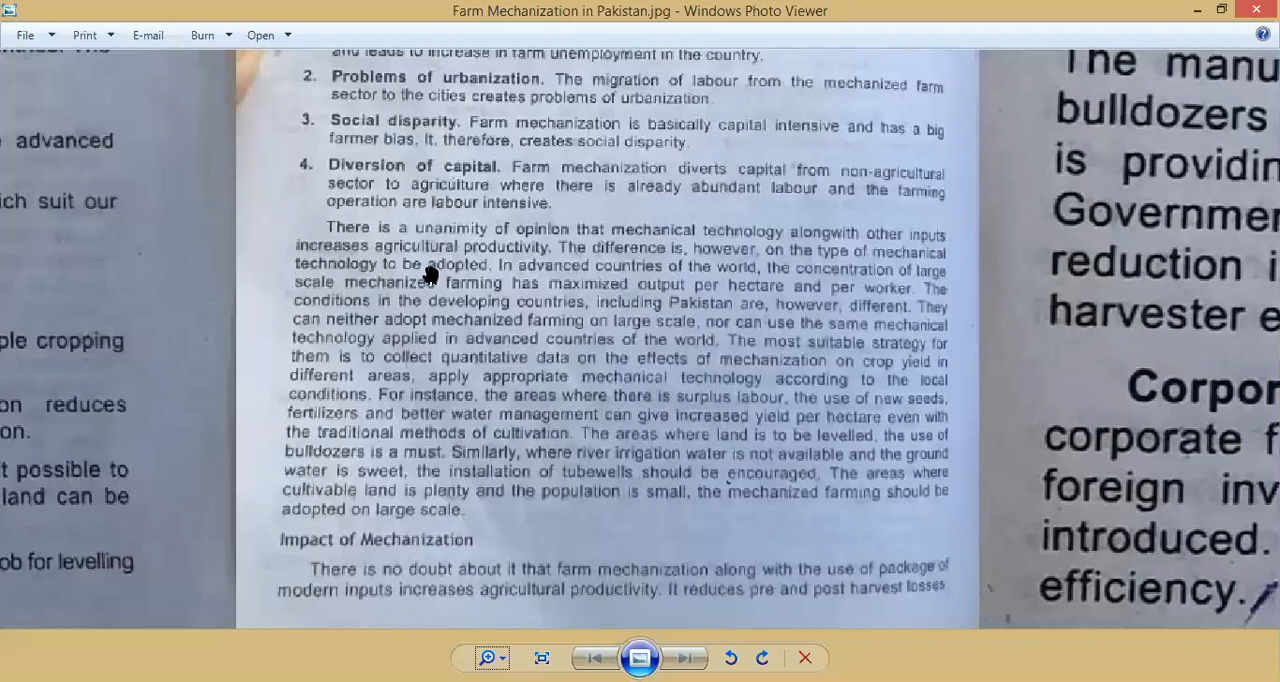 Farm Mechanization in Pakistan.jpg - Windows Photo Viewer
File Print E-mail Burn Open
and leads to increase in farm unemployment in the country.
2. Problems of urbanization. The migration of labour from the mechanized farm
sector to the cities creates problems of urbanization.
3. Social disparity. Farm mechanization is basically capital intensive and has a big
farmer bias. It, therefore, creates social disparity.
4. Diversion of capital. Farm mechanization diverts capital from non-agricultural
sector to agriculture where there is already abundant labour and the farming
operation are labour intensive.
There is a unanimity of opinion that mechanical technology alongwith other inputs
increases agricultural productivity. The difference is, however, on the type of mechanical
technology to be adopted. In advanced countries of the world, the concentration of large
scale mechanized farming has maximized output per hectare and per worker. The
conditions in the developing countries, including Pakistan are, however, different. They
can neither adopt mechanized farming on large scale, nor can use the same mechanical
technology applied in advanced countries of the world. The most suitable strategy for
them is to collect quantitative data on the effects of mechanization on crop yield in
different areas, apply appropriate mechanical technology according to the local
conditions. For instance, the areas where there is surplus labour, the use of new seeds,
fertilizers and better water management can give increased yield per hectare even with
the traditional methods of cultivation. The areas where land is to be levelled, the use of
bulldozers is a must. Similarly, where river irrigation water is not available and the ground
water is sweet, the installation of tubewells should be encouraged. The areas where
cultivable land is plenty and the population is small, the mechanized farming should be
adopted on large scale.
Impact of Mechanization
There is no doubt about it that farm mechanization along with the use of package of
modern inputs increases agricultural productivity. It reduces pre and post harvest losses
advanced
ich suit our
ple cropping
on reduces
on.
t possible to
land can be
ob for levelling
The manu
bulldozers
is providin
Governmer
reduction i
harvester e
Corpor
corporate f
foreign inv
introduced.
efficiency.